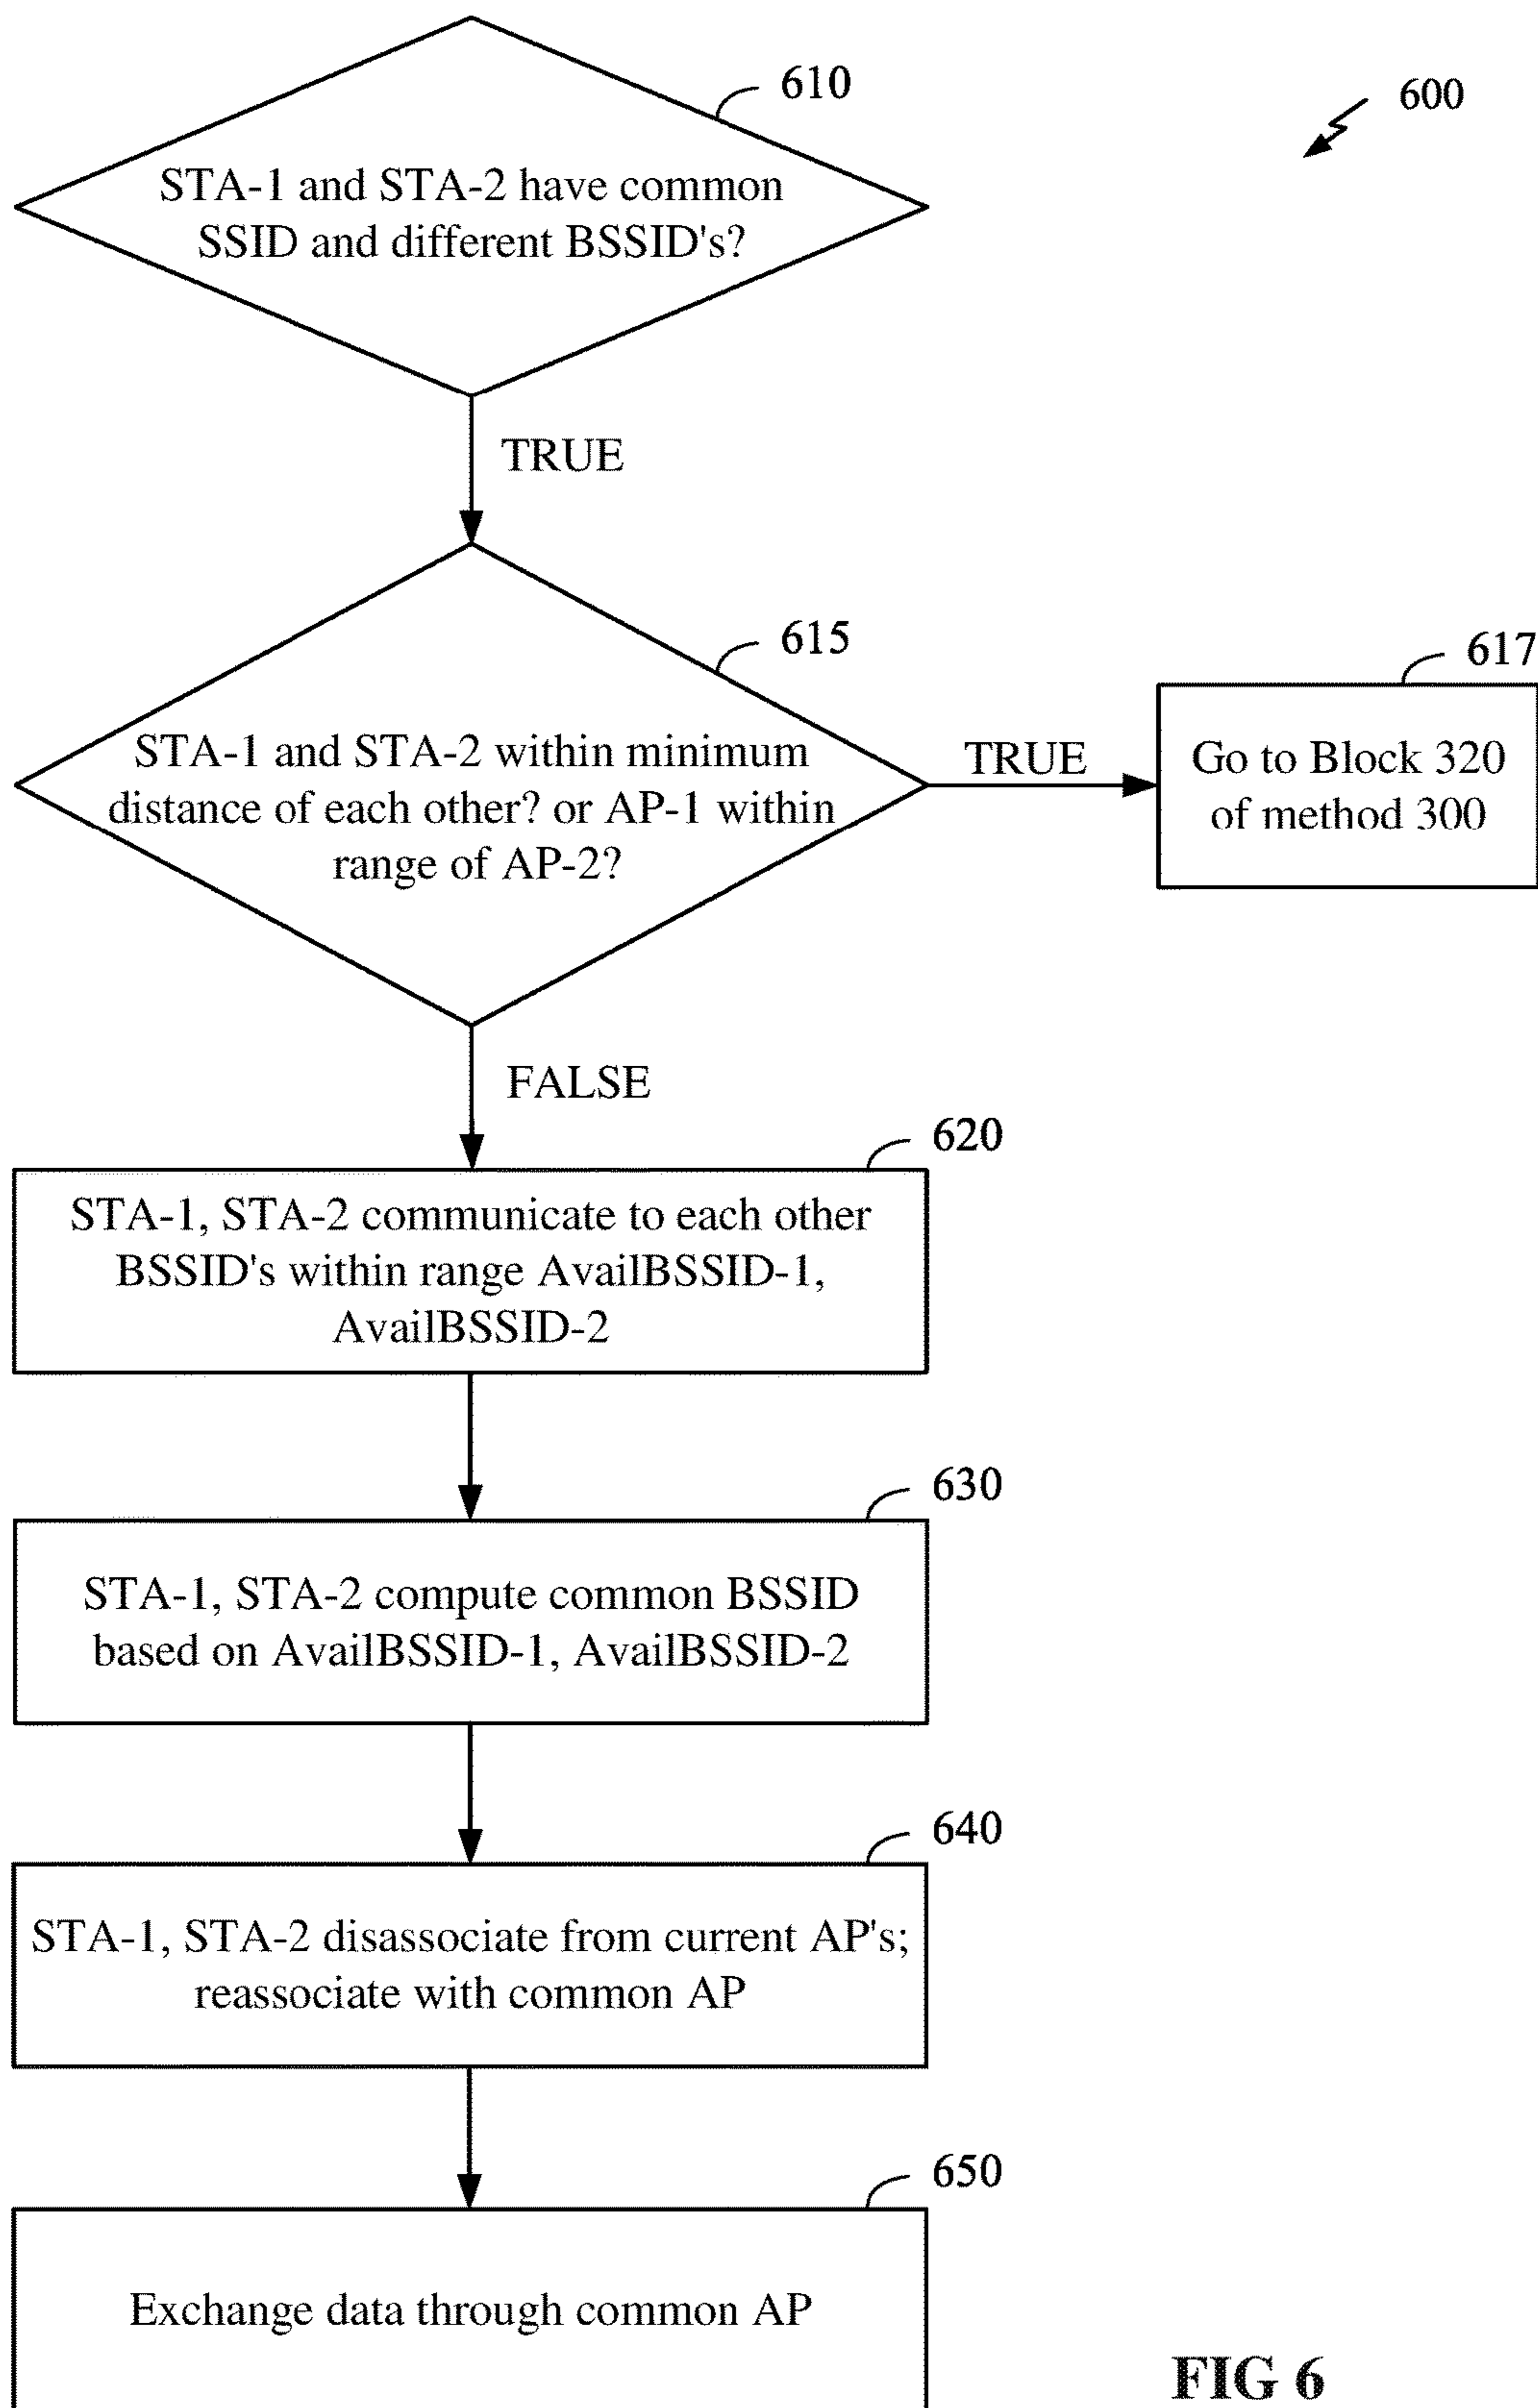 610
600
STA-1 and STA-2 have common
SSID and different BSSID's?
TRUE
615
617
STA-1 and STA-2 within minimum
distance of each other? or AP-1 within
range of AP-2?
TRUE
Go to Block 320
of method 300
FALSE
620
STA-1, STA-2 communicate to each other
BSSID's within range AvailBSSID-1,
AvailBSSID-2
630
STA-1, STA-2 compute common BSSID
based on AvailBSSID-1, AvailBSSID-2
640
STA-1, STA-2 disassociate from current AP's;
reassociate with common AP
650
Exchange data through common AP
FIG 6